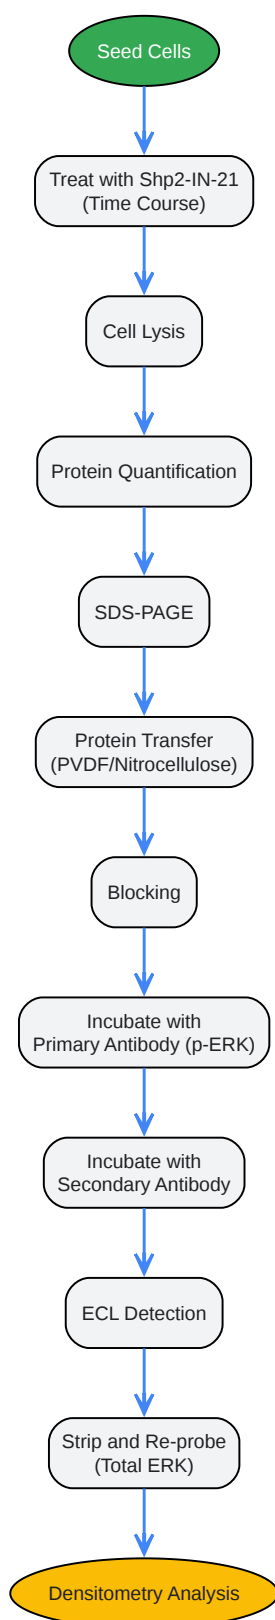 Seed Cells
Treat with Shp2-IN-21
(Time Course)
Cell Lysis
Protein Quantification
SDS-PAGE
Protein Transfer
(PVDF/Nitrocellulose)
Blocking
Incubate with
Primary Antibody (p-ERK)
Incubate with
Secondary Antibody
ECL Detection
Strip and Re-probe
(Total ERK)
Densitometry Analysis